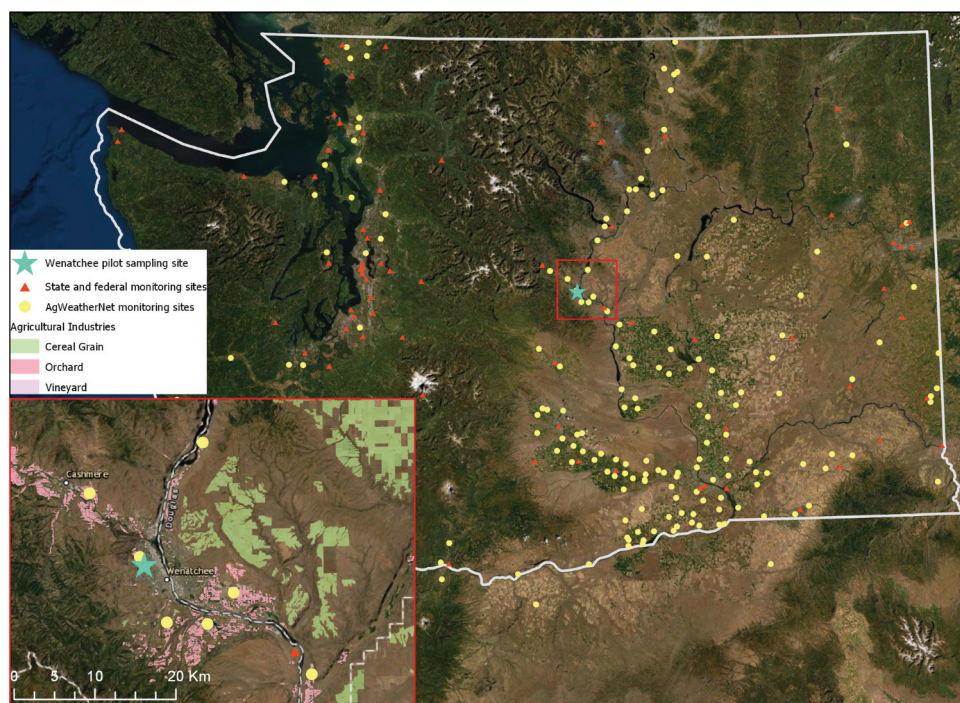 Wenatchee pilot sampling site
State and federal monitoring sites
AgWeatherNet monitoring sites
Agricultural Industries
Cereal Grain
Orchard
Vineyard
Cashmere
Douglas
Wenatchee
0 5 10 20 Km